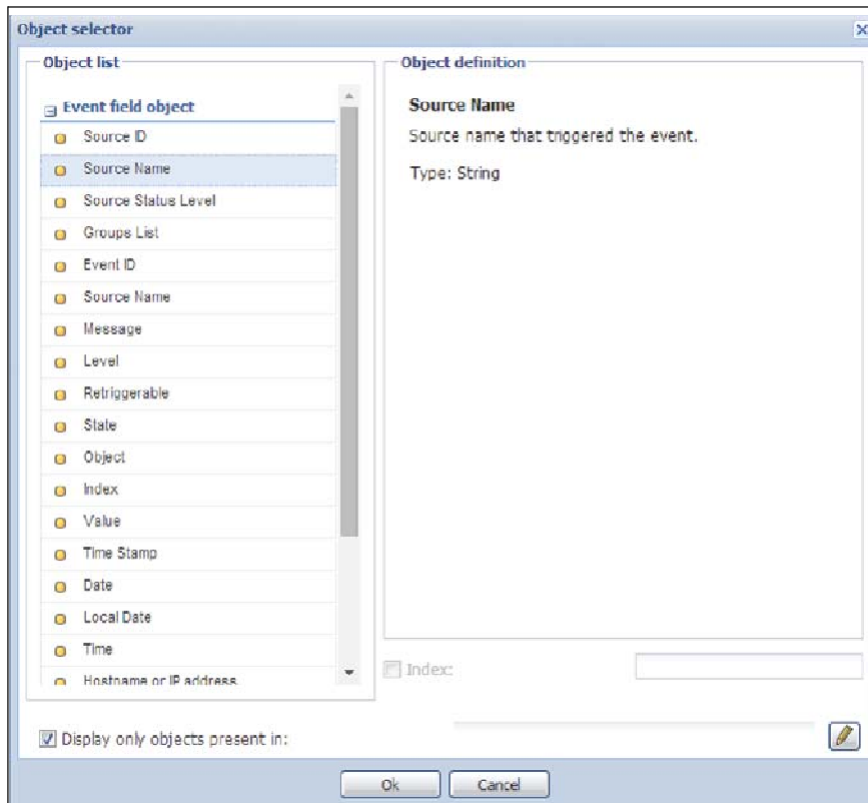 Object selector
Object list
Event field object
Source ID
Source Name
Source Status Level
Groups List
Event ID
Source Name
Message
Level
Retriggerable
State
Object
Index
Value
Time Stamp
Date
Local Date
Time
Hostname or IP address
Object definition
Source Name
Source name that triggered the event.
Type: String
Index:
Display only objects present in:
Ok
Cancel